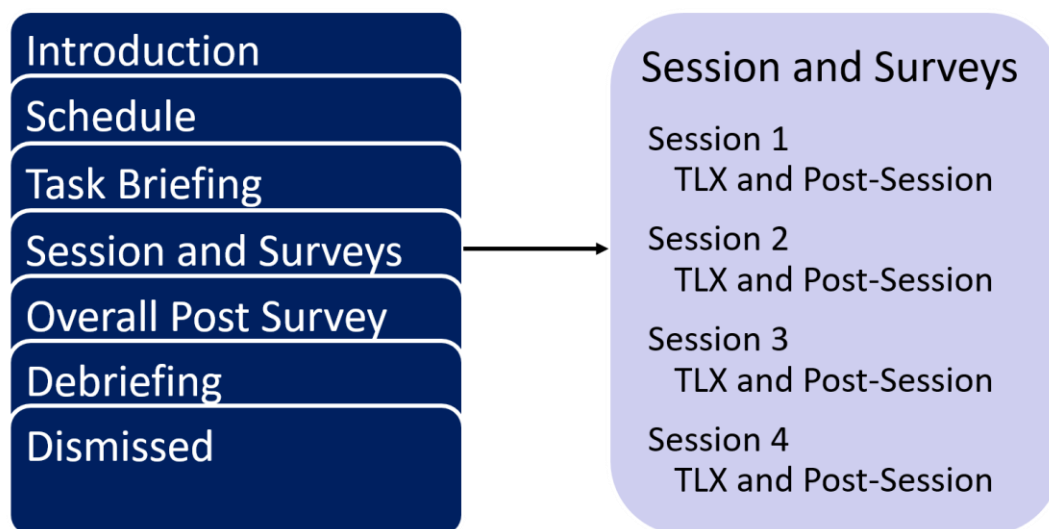 Introduction
Schedule
Task Briefing
Session and Surveys
Overall Post Survey
Debriefing
Dismissed
Session and Surveys
Session 1
TLX and Post-Session
Session 2
TLX and Post-Session
Session 3
TLX and Post-Session
Session 4
TLX and Post-Session